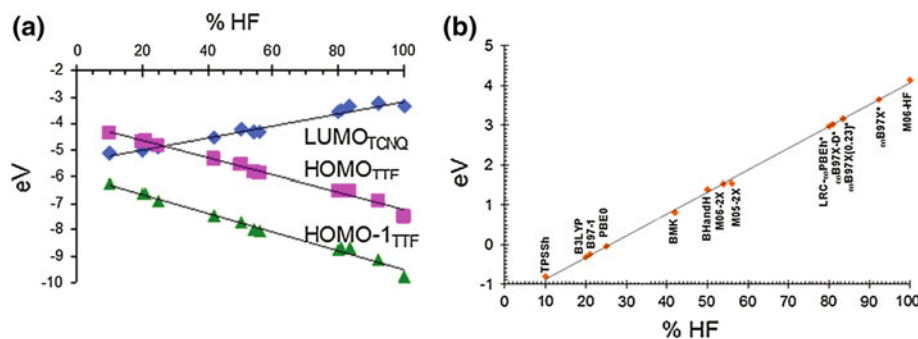 (a)
% HF
0 20 40 60 80 100
-2
-3
-4
-5
-6
-7
-8
-9
-10
eV
LUMOTCNQ
HOMOTTF
HOMO-1TTF
(b)
5
4
3
2
1
0
-1
eV
TPSSh
B3LYP
B97-1
PBE0
BMK
BHandH
M06-2X
M05-2X
LRC-ωPBEh*
ωB97X-D*
ωB97X(0.23)*
ωB97X*
M06-HF
0 10 20 30 40 50 60 70 80 90 100
% HF